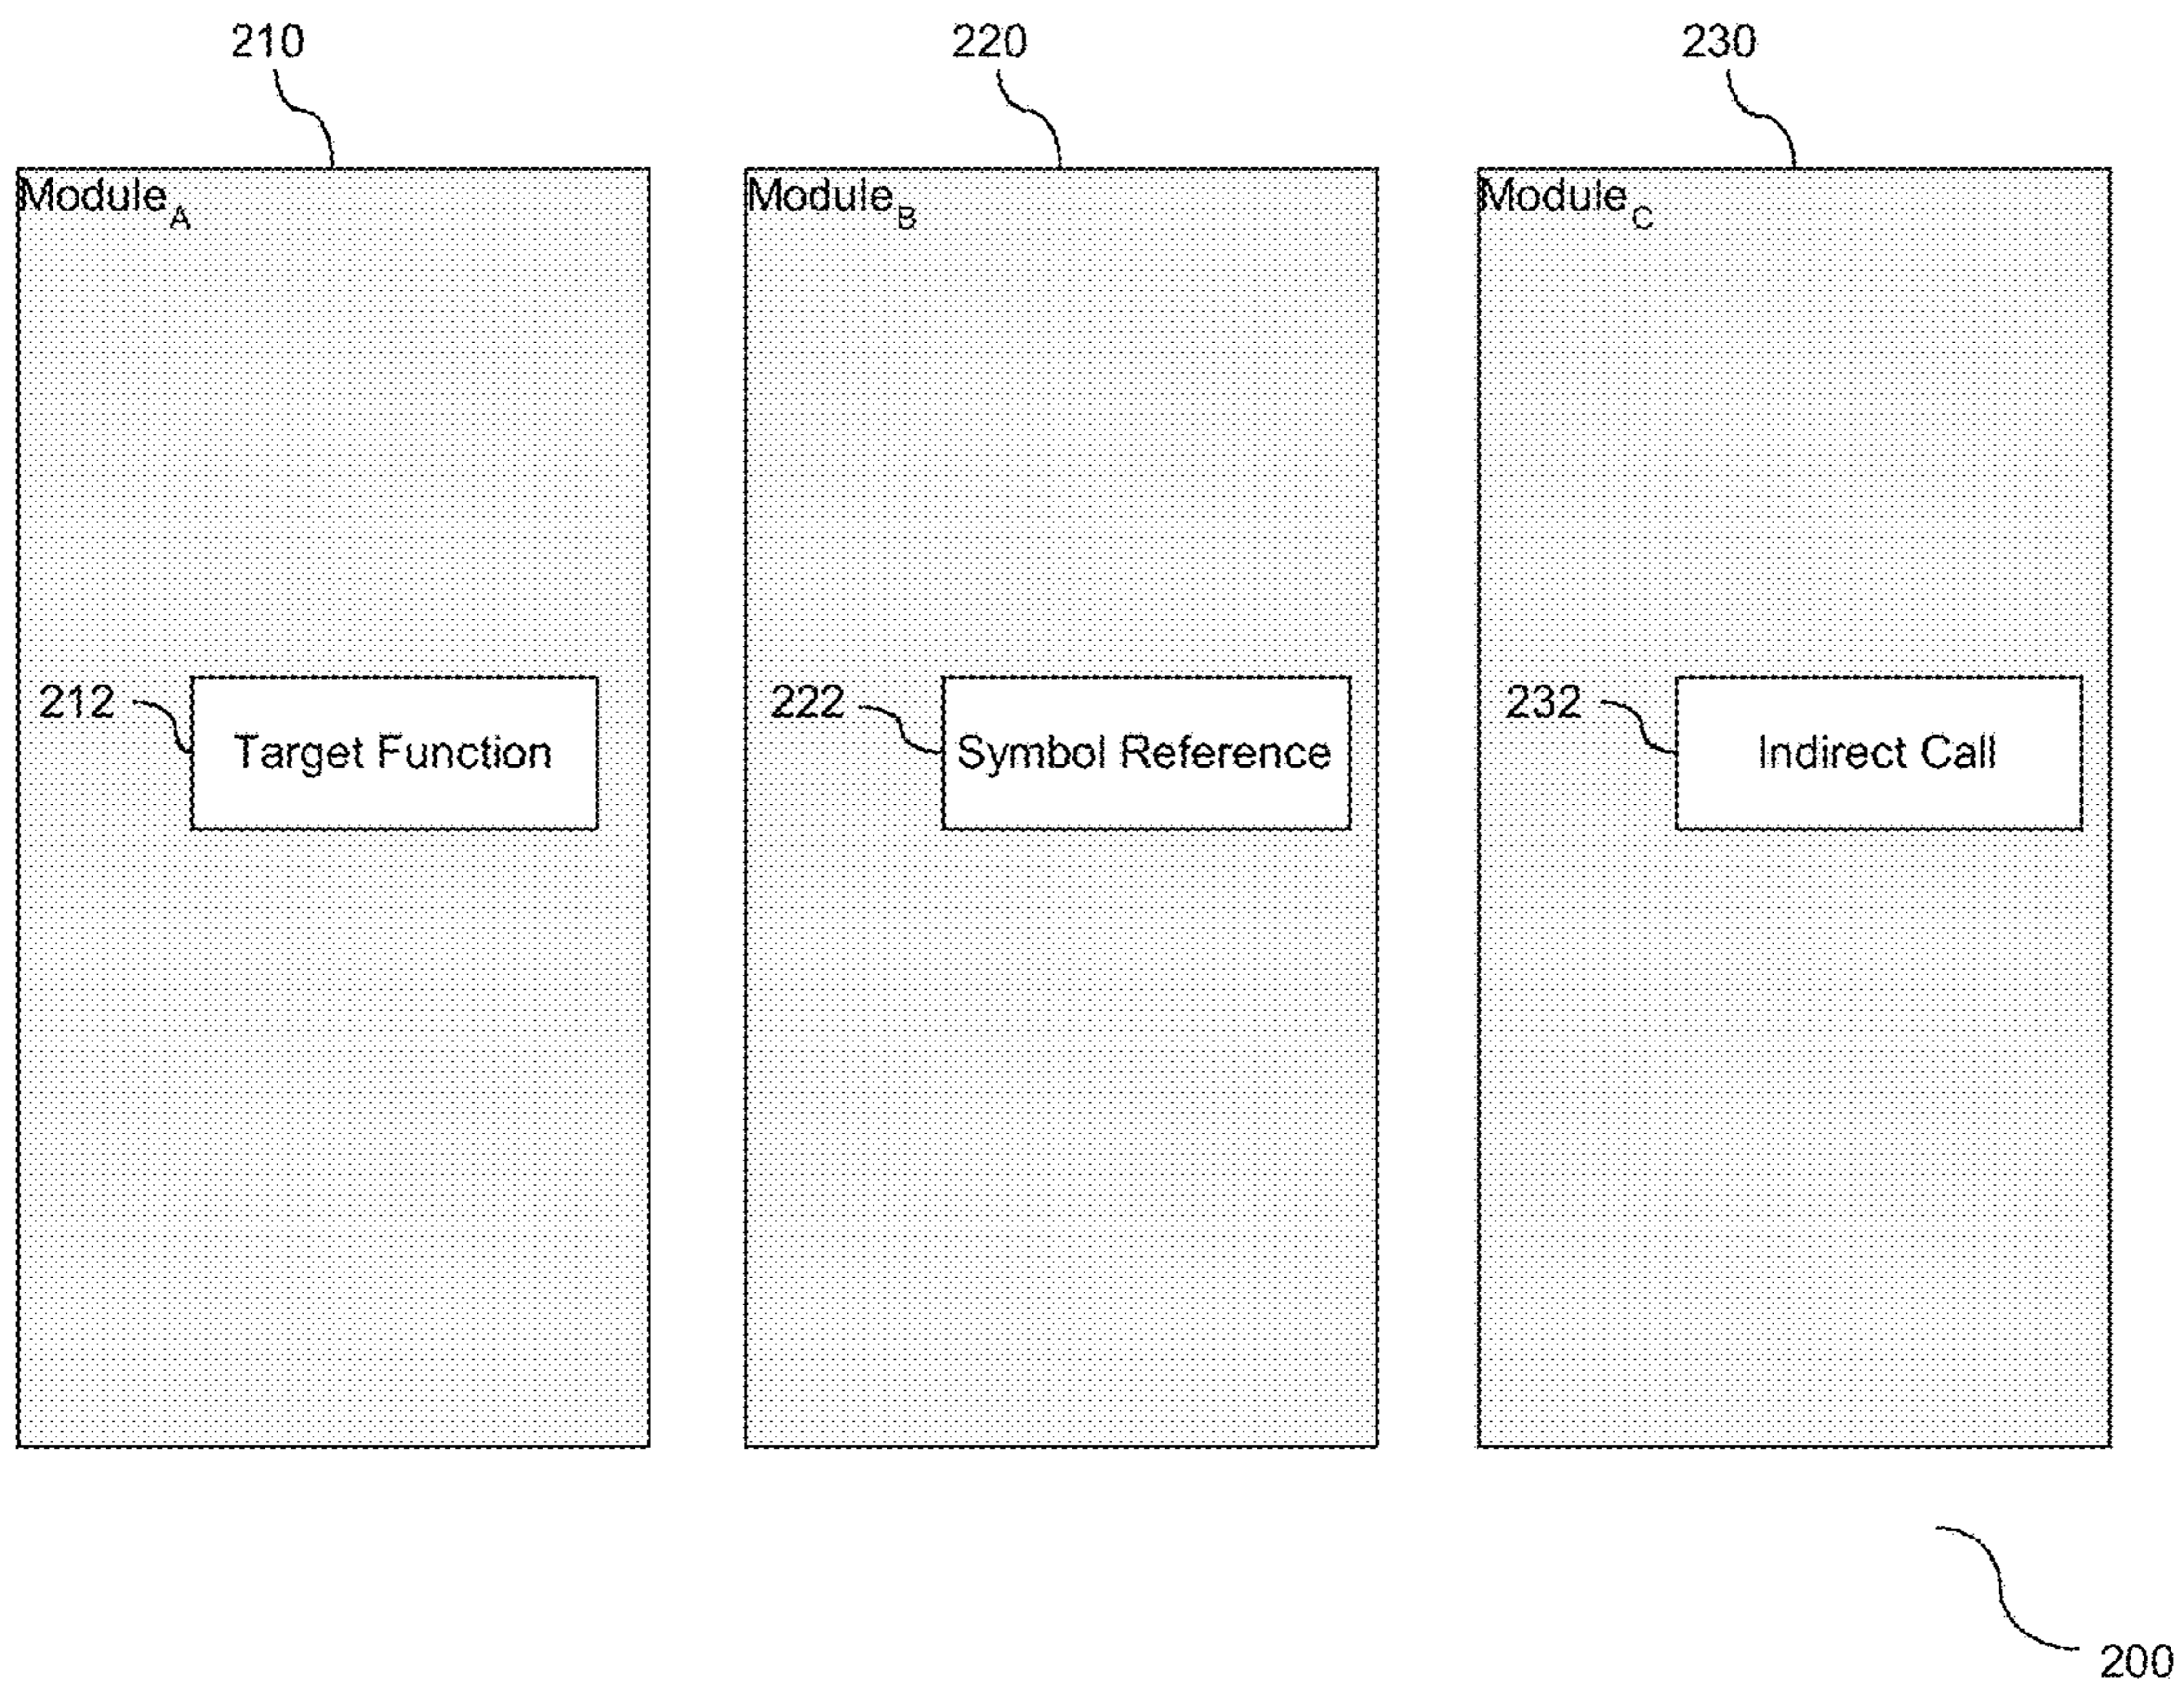 210
220
230
ModuleA
ModuleB
ModuleC
212
Target Function
222
Symbol Reference
232
Indirect Call
200